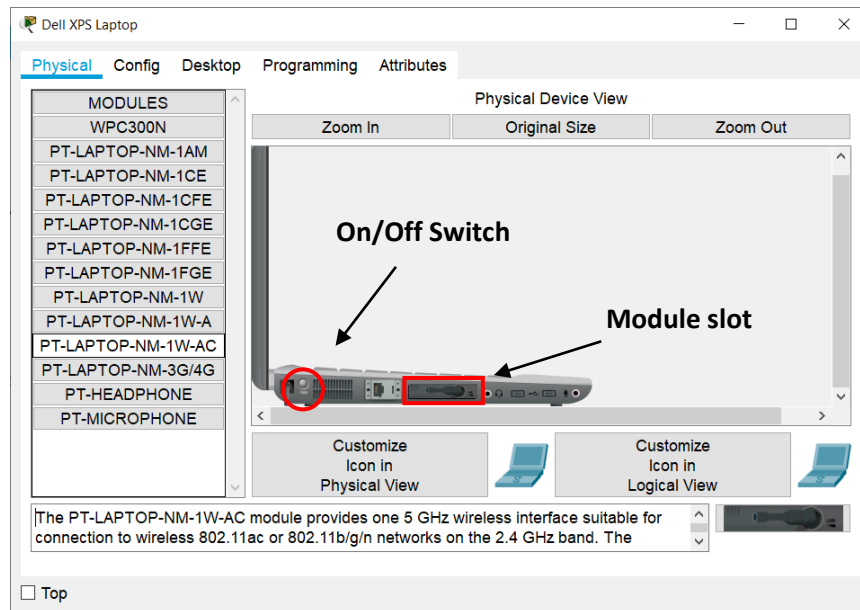 Dell XPS Laptop
Physical Config Desktop Programming Attributes
MODULES
WPC300N
PT-LAPTOP-NM-1AM
PT-LAPTOP-NM-1CE
PT-LAPTOP-NM-1CFE
PT-LAPTOP-NM-1CGE
PT-LAPTOP-NM-1FFE
PT-LAPTOP-NM-1FGE
PT-LAPTOP-NM-1W
PT-LAPTOP-NM-1W-A
PT-LAPTOP-NM-1W-AC
PT-LAPTOP-NM-3G/4G
PT-HEADPHONE
PT-MICROPHONE
Physical Device View
Zoom In Original Size Zoom Out
On/Off Switch
Module slot
Customize
Icon in
Physical View
Customize
Icon in
Logical View
The PT-LAPTOP-NM-1W-AC module provides one 5 GHz wireless interface suitable for
connection to wireless 802.11ac or 802.11b/g/n networks on the 2.4 GHz band. The
Top